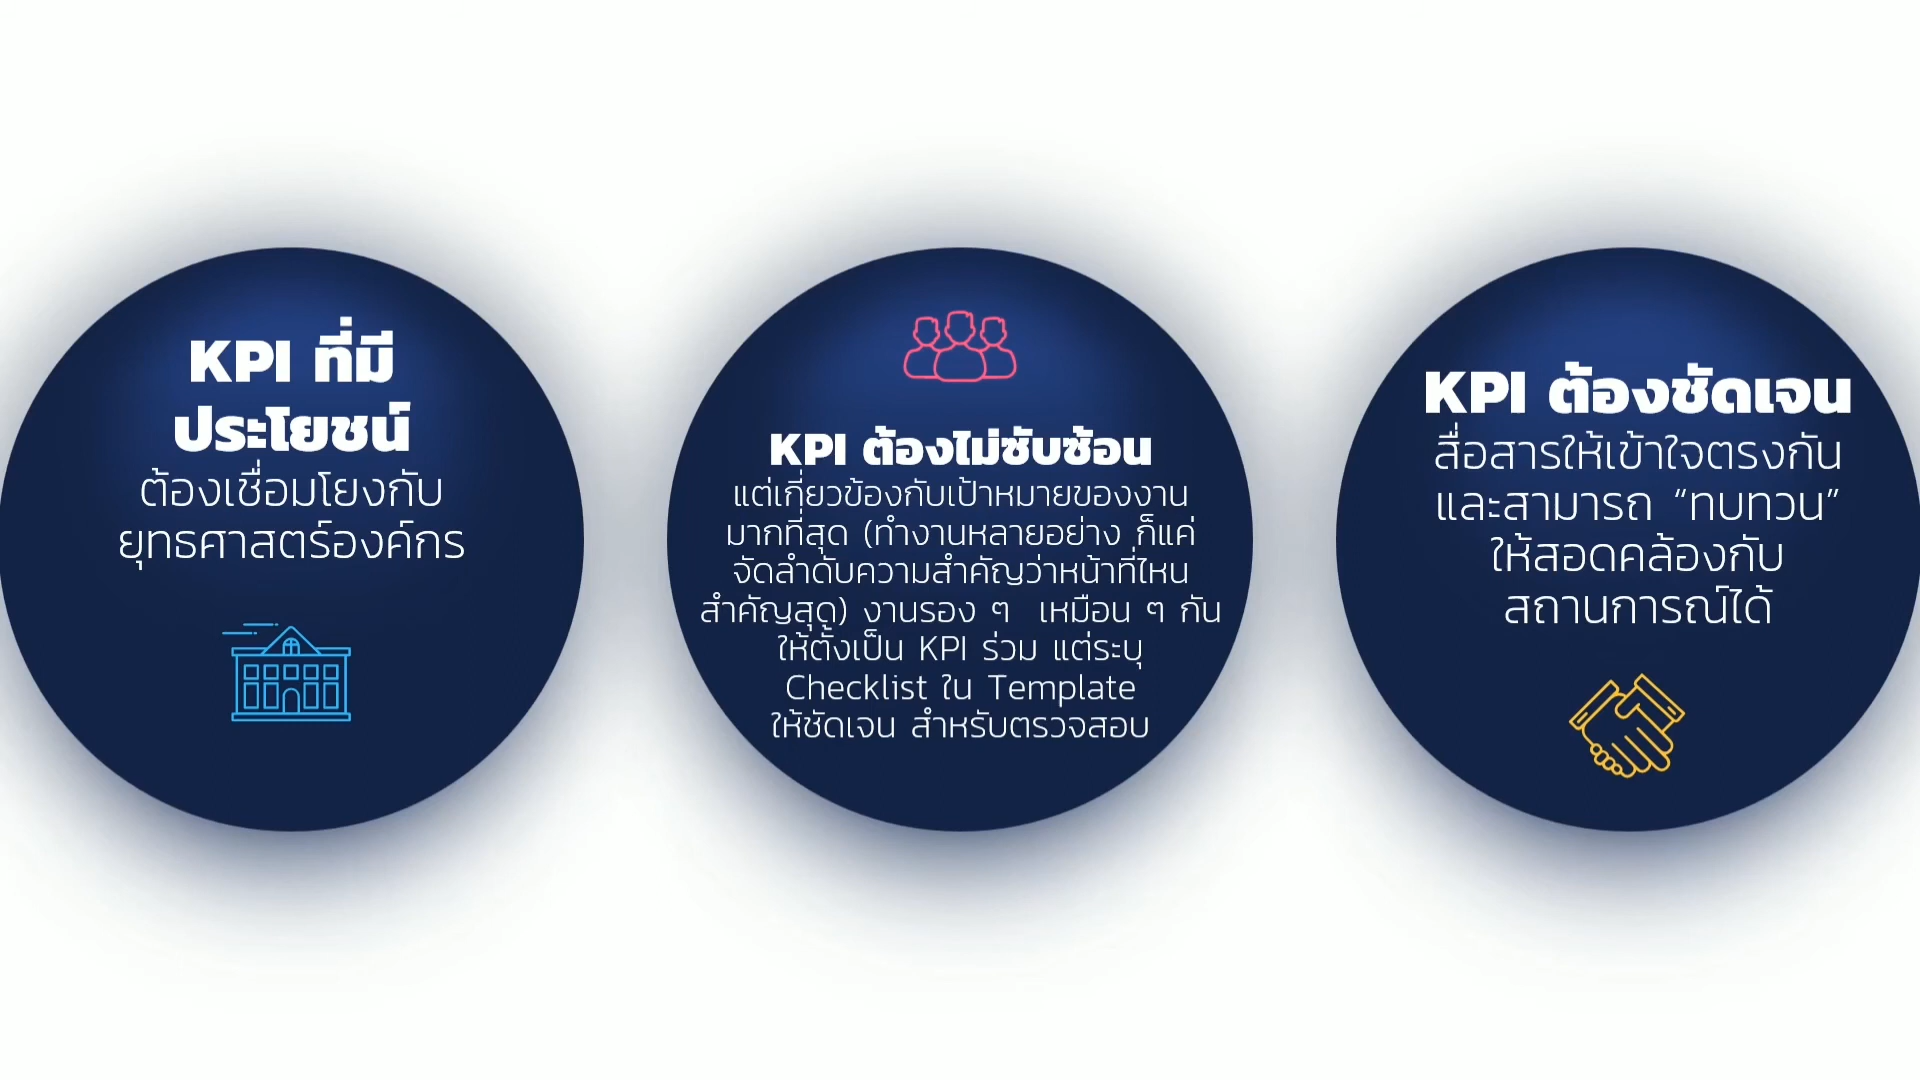 KPI ที่มี
ประโยชน์
ต้องเชื่อมโยงกับ
ยุทธศาสตร์องค์กร
KPI ต้องไม่ซับซ้อน
แต่เกี่ยวข้องกับเป้าหมายของงาน
มากที่สุด (ทำงานหลายอย่าง ก็แค่
จัดลำดับความสำคัญว่าหน้าที่ไหน
สำคัญสุด) งานรอง ๆ เหมือน ๆ กัน
ให้ตั้งเป็น KPI ร่วม แต่ระบุ
Checklist ใน Template
ให้ชัดเจน สำหรับตรวจสอบ
KPI ต้องชัดเจน
สื่อสารให้เข้าใจตรงกัน
และสามารถ “ทบทวน”
ให้สอดคล้องกับ
สถานการณ์ได้